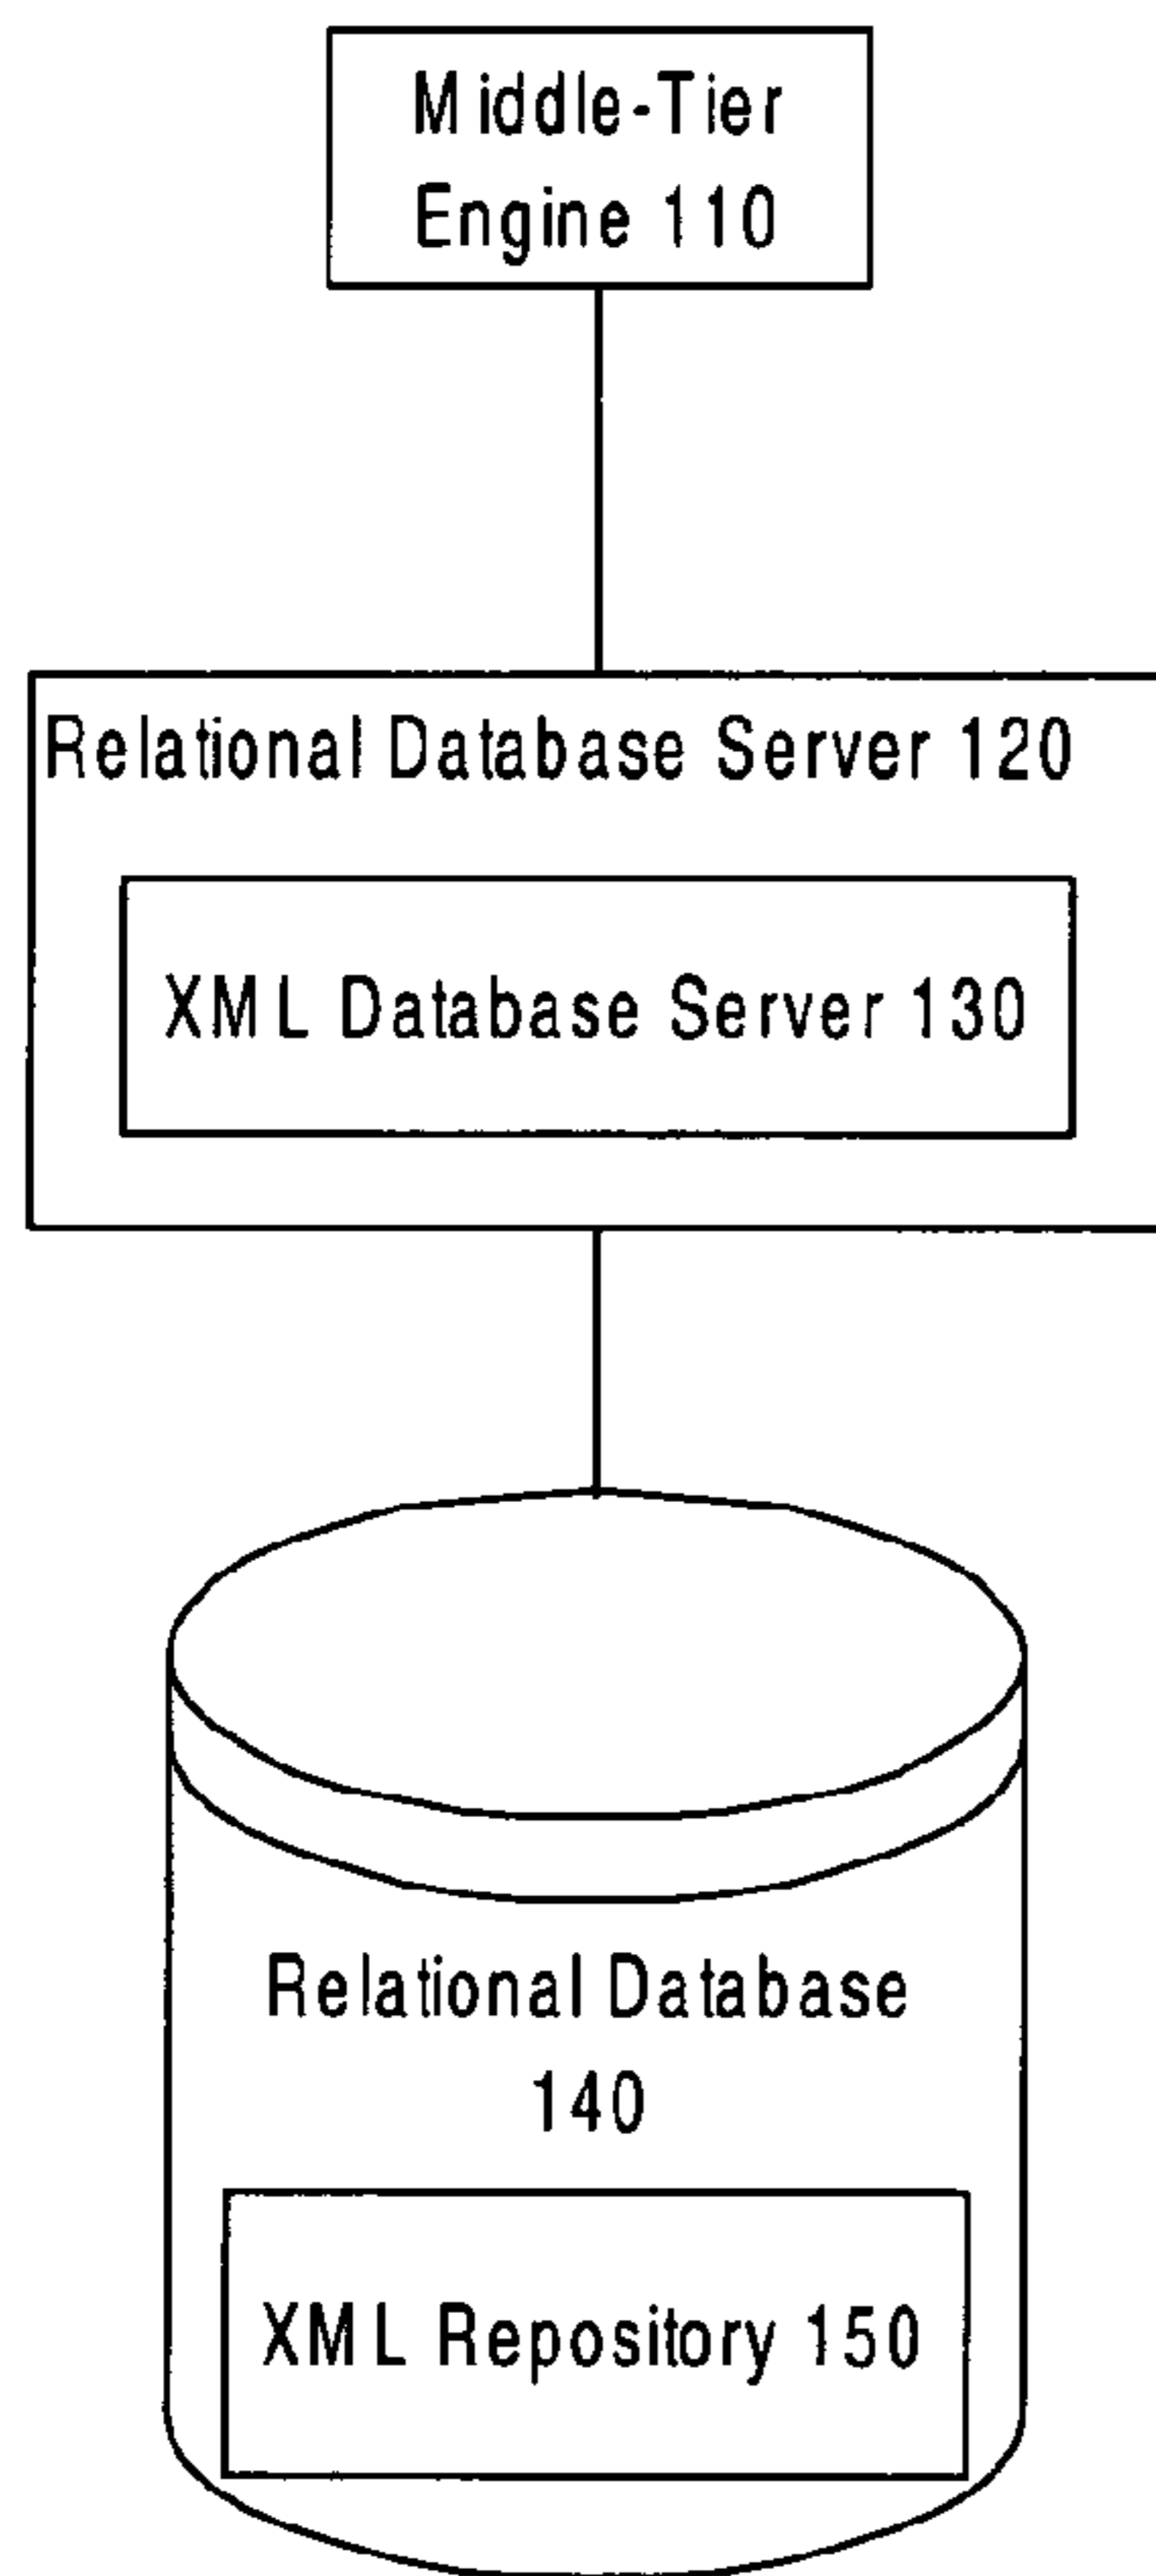 Middle-Tier
Engine 110
Relational Database Server 120
XML Database Server 130
Relational Database
140
XML Repository 150